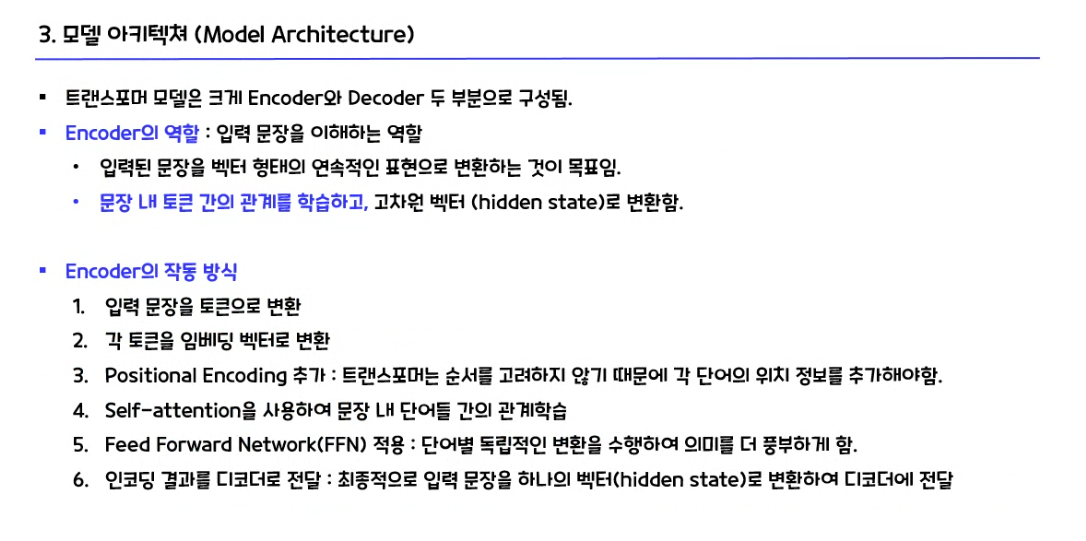 3. 모델 아키텍쳐 (Model Architecture)
▪ 트랜스포머 모델은 크게 Encoder와 Decoder 두 부분으로 구성됨.
▪ Encoder의 역할 : 입력 문장을 이해하는 역할
• 입력된 문장을 벡터 형태의 연속적인 표현으로 변환하는 것이 목표임.
• 문장 내 토큰 간의 관계를 학습하고, 고차원 벡터 (hidden state)로 변환함.
▪ Encoder의 작동 방식
1. 입력 문장을 토큰으로 변환
2. 각 토큰을 임베딩 벡터로 변환
3. Positional Encoding 추가 : 트랜스포머는 순서를 고려하지 않기 때문에 각 단어의 위치 정보를 추가해야함.
4. Self-attention을 사용하여 문장 내 단어들 간의 관계학습
5. Feed Forward Network(FFN) 적용 : 단어별 독립적인 변환을 수행하여 의미를 더 풍부하게 함.
6. 인코딩 결과를 디코더로 전달 : 최종적으로 입력 문장을 하나의 벡터(hidden state)로 변환하여 디코더에 전달